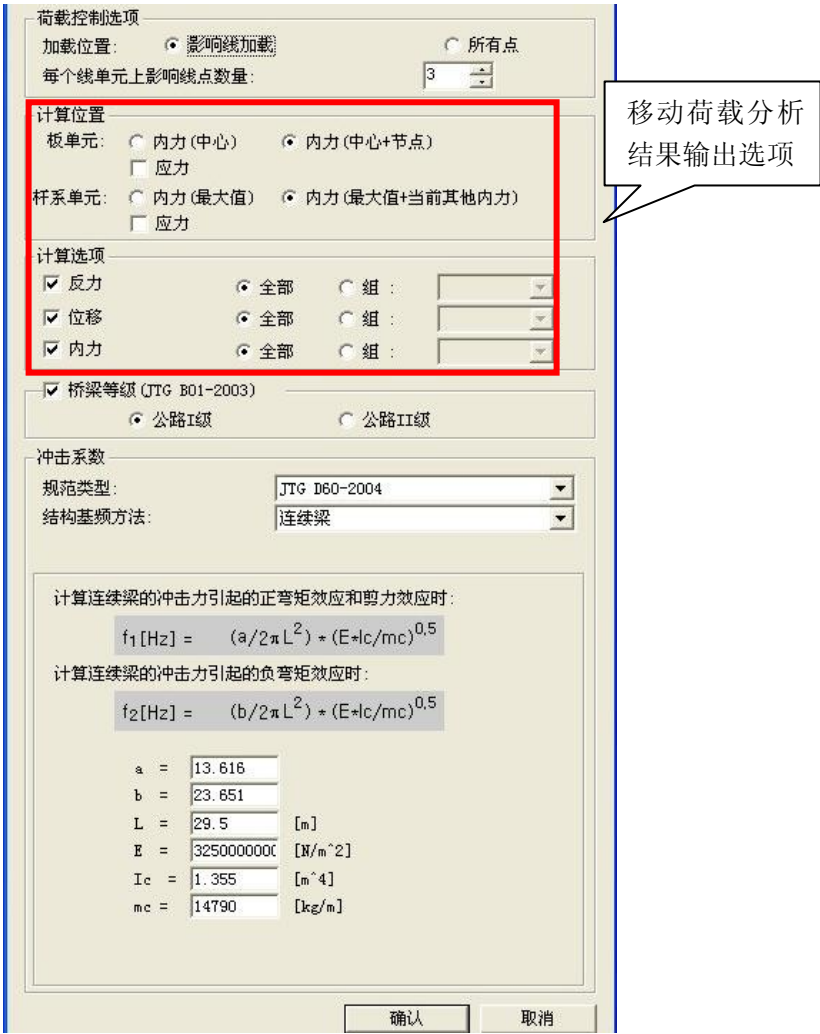 荷载控制选项
加载位置: 影响线加载 所有点
每个线单元上影响线点数量: 3
移动荷载分析
结果输出选项
计算位置
板单元: 内力(中心) 内力(中心+节点)
应力
杆系单元: 内力(最大值) 内力(最大值+当前其他内力)
应力
计算选项
反力 全部 组 :
位移 全部 组 :
内力 全部 组 :
桥梁等级(JTG B01-2003)
公路I级 公路II级
冲击系数
规范类型: JTG D60-2004
结构基频方法: 连续梁
计算连续梁的冲击力引起的正弯矩效应和剪力效应时:
f1[Hz] = (a/2πL^2) * (E*Ic/mc)^0,5
计算连续梁的冲击力引起的负弯矩效应时:
f2[Hz] = (b/2πL^2) * (E*Ic/mc)^0,5
a = 13.616
b = 23.651
L = 29.5 [m]
E = 3250000000 [N/m^2]
Ic = 1.355 [m^4]
mc = 14790 [kg/m]
确认 取消